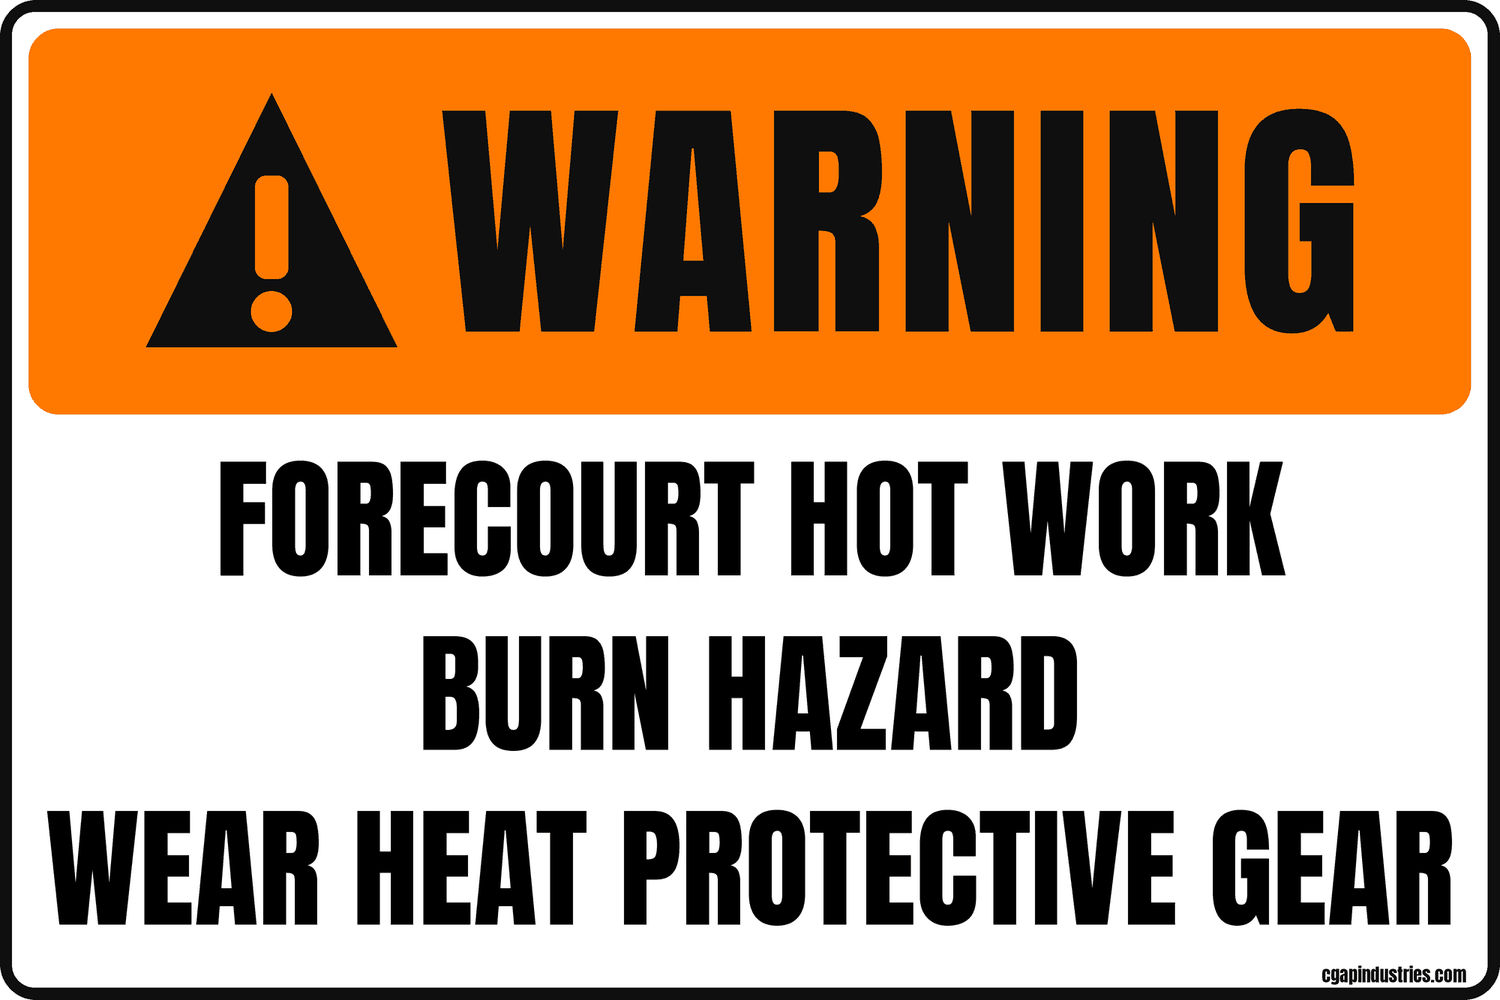 WARNING
FORECOURT HOT WORK
BURN HAZARD
WEAR HEAT PROTECTIVE GEAR
cgapindustries.com